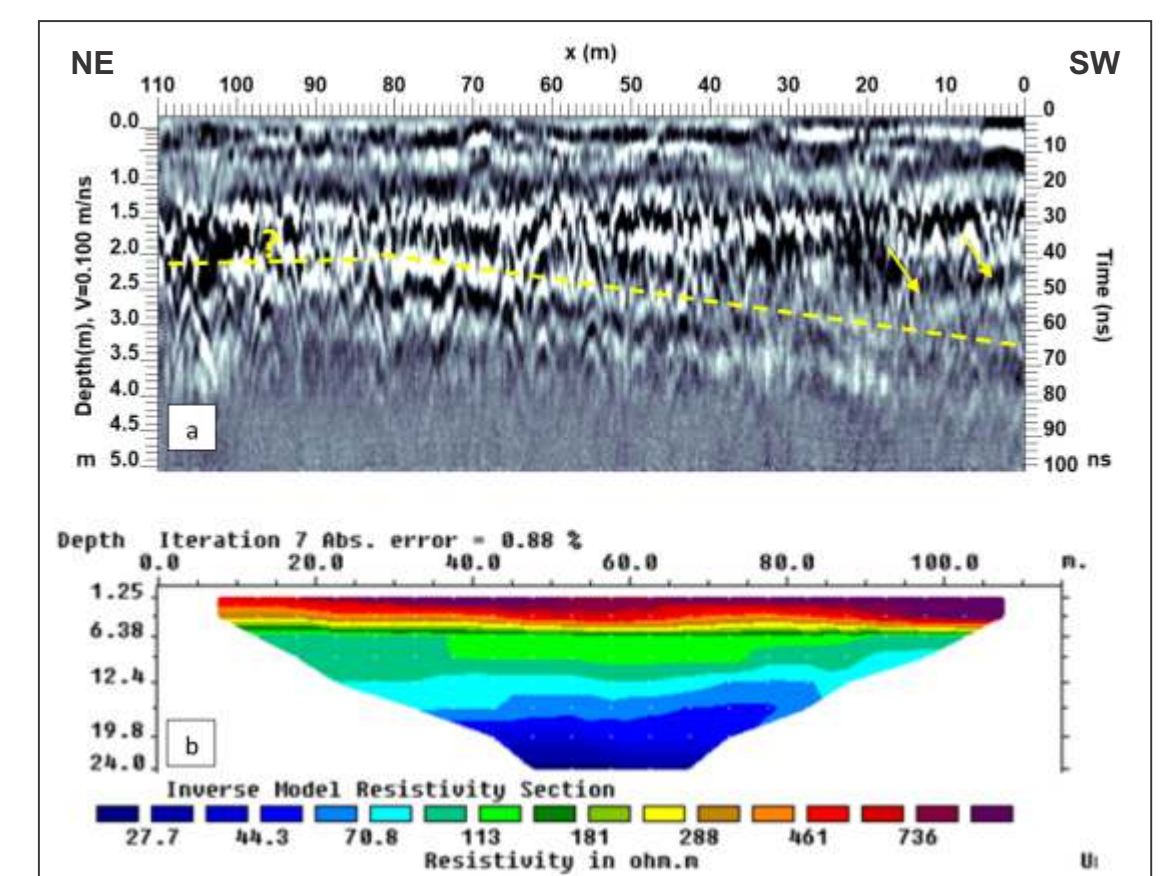 NE x (m) SW
110 100 90 80 70 60 50 40 30 20 10 0
0.0 0
10
1.0 20
1.5 30
2.0 ? 40
2.5 50
3.0 60
3.5 70
4.0 80
4.5 90
m 5.0 100 ns
Depth(m), V=0.100 m/ns
Time (ns)
a
Depth Iteration 7 Abs. error = 0.88 %
0.0 20.0 40.0 60.0 80.0 100.0 m.
1.25
6.38
12.4
19.8
24.0
b
Inverse Model Resistivity Section
27.7 44.3 70.8 113 181 288 461 736
Resistivity in ohm.m